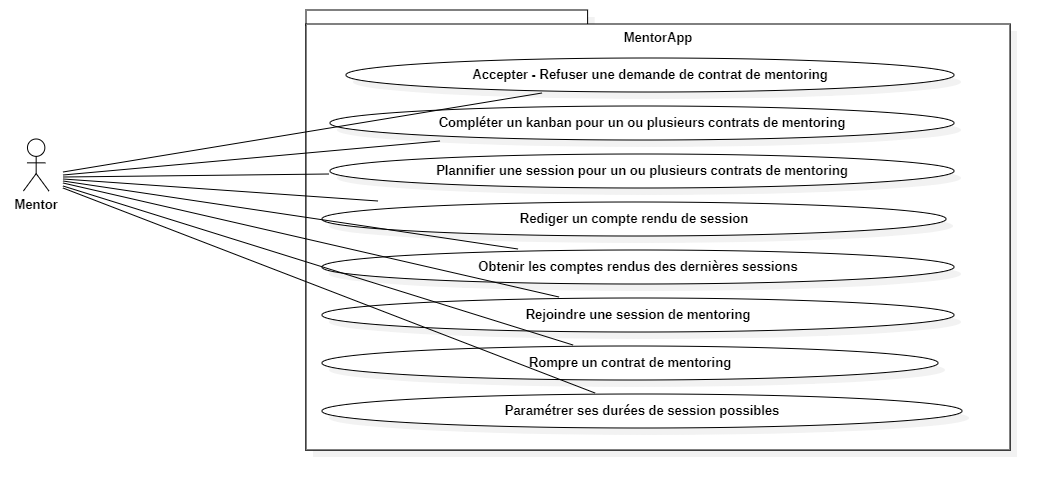 MentorApp
Accepter - Refuser une demande de contrat de mentoring
Compléter un kanban pour un ou plusieurs contrats de mentoring
Plannifier une session pour un ou plusieurs contrats de mentoring
Mentor
Rediger un compte rendu de session
Obtenir les comptes rendus des dernières sessions
Rejoindre une session de mentoring
Rompre un contrat de mentoring
Paramétrer ses durées de session possibles